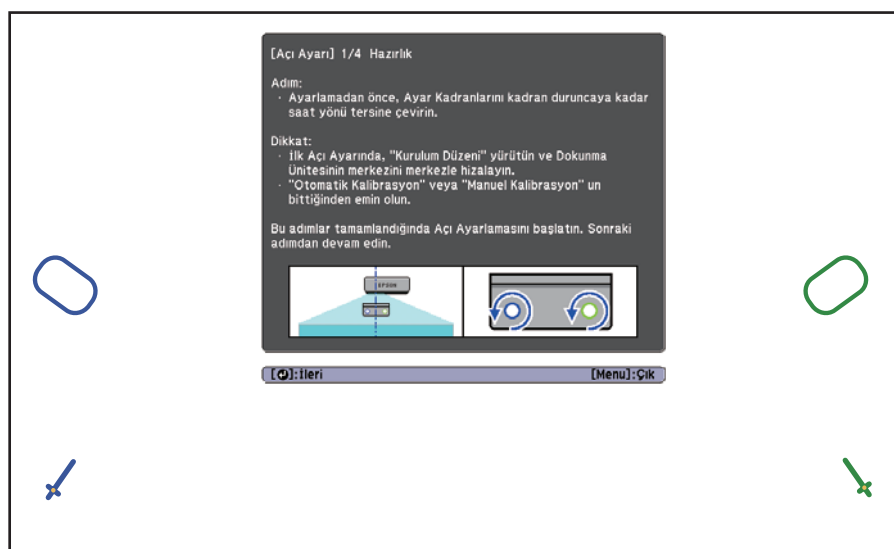 [Açı Ayarı] 1/4 Hazırlık
Adım:
· Ayarlamadan önce, Ayar Kadranlarını kadran duruncaya kadar
saat yönü tersine çevirin.
Dikkat:
· İlk Açı Ayarında, "Kurulum Düzeni" yürütün ve Dokunma
Ünitesinin merkezini merkezle hizalayın.
· "Otomatik Kalibrasyon" veya "Manuel Kalibrasyon" un
bittiğinden emin olun.
Bu adımlar tamamlandığında Açı Ayarlamasını başlatın. Sonraki
adımdan devam edin.
EPSON
[↵]:İleri [Menu]:Çık